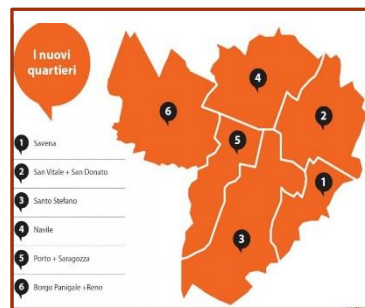 I nuovi
quartieri
1 Savena
2 San Vitale + San Donato
3 Santo Stefano
4 Navile
5 Porto + Saragozza
6 Borgo Panigale +Reno
4
6
2
5
1
3